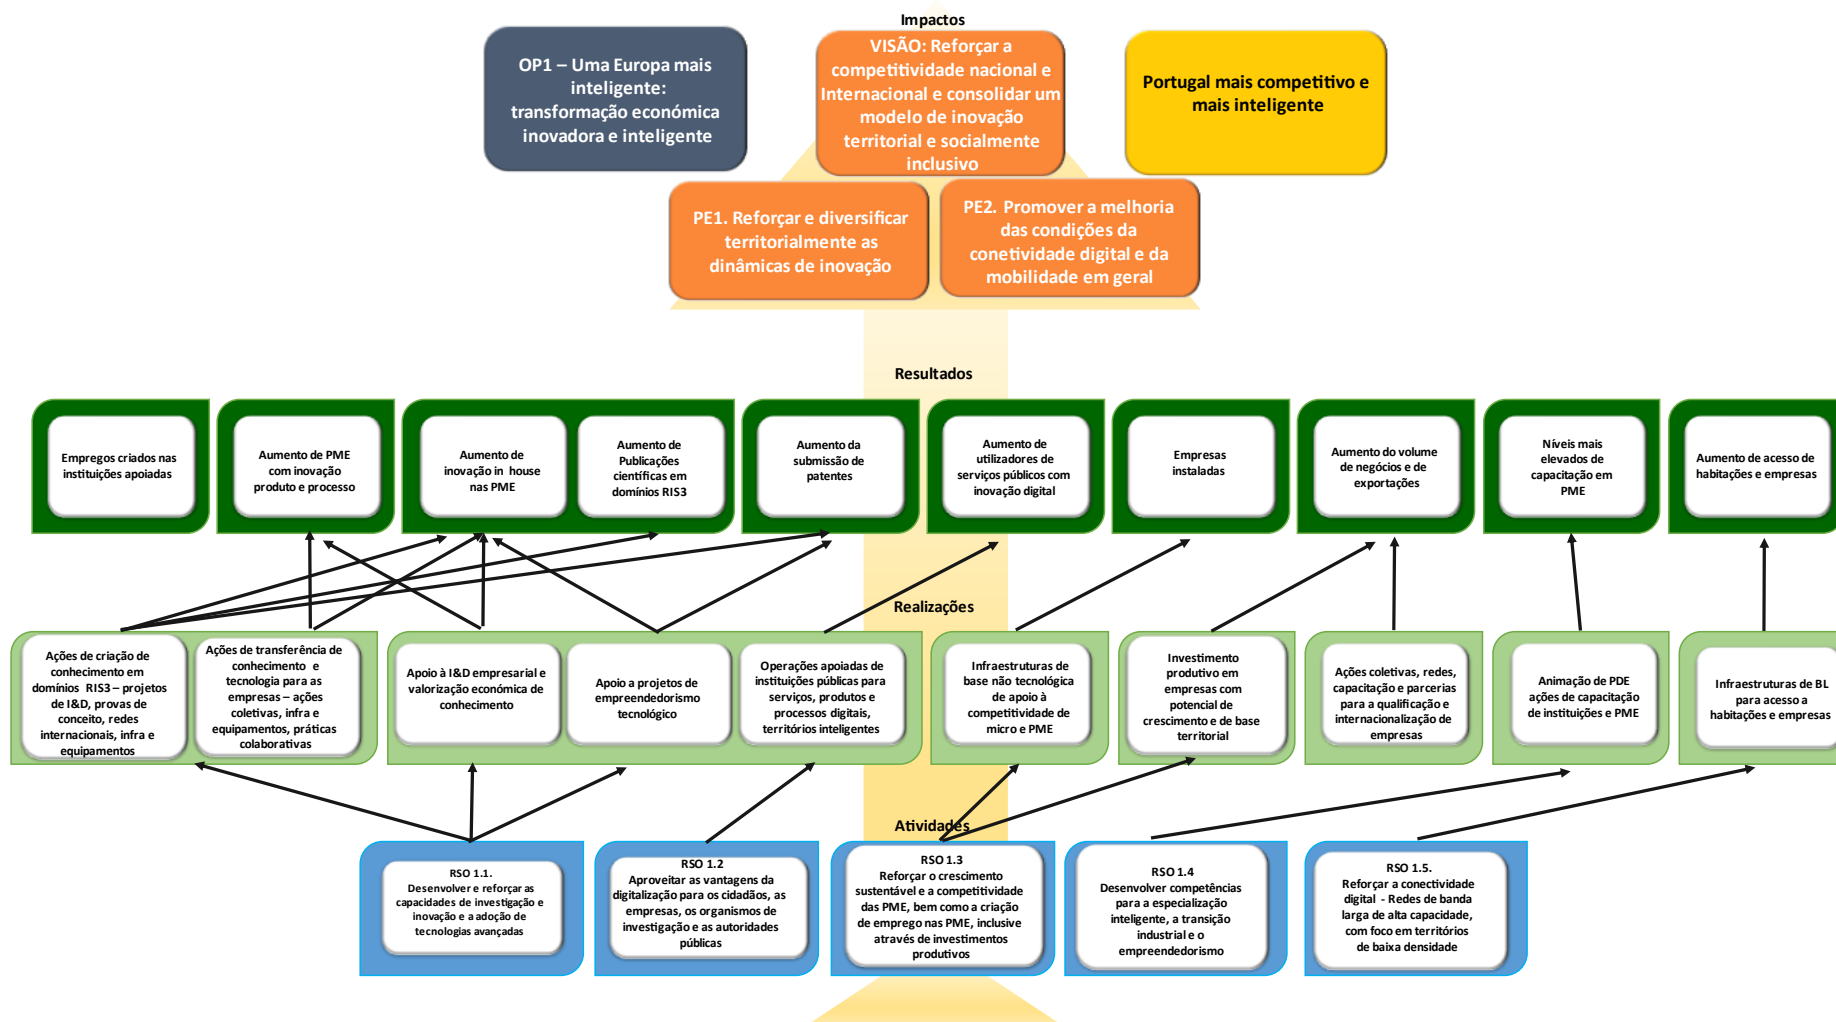 Impactos
OP1 – Uma Europa mais
inteligente:
transformação económica
inovadora e inteligente
VISÃO: Reforçar a
competitividade nacional e
Internacional e consolidar um
modelo de inovação
territorial e socialmente
inclusivo
Portugal mais competitivo e
mais inteligente
PE1. Reforçar e diversificar
territorialmente as
dinâmicas de inovação
PE2. Promover a melhoria
das condições da
conetividade digital e da
mobilidade em geral
Resultados
Empregos criados nas
instituições apoiadas
Aumento de PME
com inovação
produto e processo
Aumento de
inovação in house
nas PME
Aumento de
Publicações
científicas em
domínios RIS3
Aumento da
submissão de
patentes
Aumento de
utilizadores de
serviços públicos com
inovação digital
Empresas
instaladas
Aumento do volume
de negócios e de
exportações
Níveis mais
elevados de
capacitação em
PME
Aumento de acesso de
habitações e empresas
Realizações
Ações de criação de
conhecimento em
domínios RIS3 – projetos
de I&D, provas de
conceito, redes
internacionais, infra e
equipamentos
Ações de transferência de
conhecimento e
tecnologia para as
empresas – ações
coletivas, infra e
equipamentos, práticas
colaborativas
Apoio à I&D empresarial e
valorização económica de
conhecimento
Apoio a projetos de
empreendedorismo
tecnológico
Operações apoiadas de
instituições públicas para
serviços, produtos e
processos digitais,
territórios inteligentes
Infraestruturas de
base não tecnológica
de apoio à
competitividade de
micro e PME
Investimento
produtivo em
empresas com
potencial de
crescimento e de base
territorial
Ações coletivas, redes,
capacitação e parcerias
para a qualificação e
internacionalização de
empresas
Animação de PDE
ações de capacitação
de instituições e PME
Infraestruturas de BL
para acesso a
habitações e empresas
Atividades
RSO 1.1.
Desenvolver e reforçar as
capacidades de investigação e
inovação e a adoção de
tecnologias avançadas
RSO 1.2
Aproveitar as vantagens da
digitalização para os cidadãos, as
empresas, os organismos de
investigação e as autoridades
públicas
RSO 1.3
Reforçar o crescimento
sustentável e a competitividade
das PME, bem como a criação
de emprego nas PME, inclusive
através de investimentos
produtivos
RSO 1.4
Desenvolver competências
para a especialização
inteligente, a transição
industrial e o
empreendedorismo
RSO 1.5.
Reforçar a conectividade
digital - Redes de banda
larga de alta capacidade,
com foco em territórios
de baixa densidade